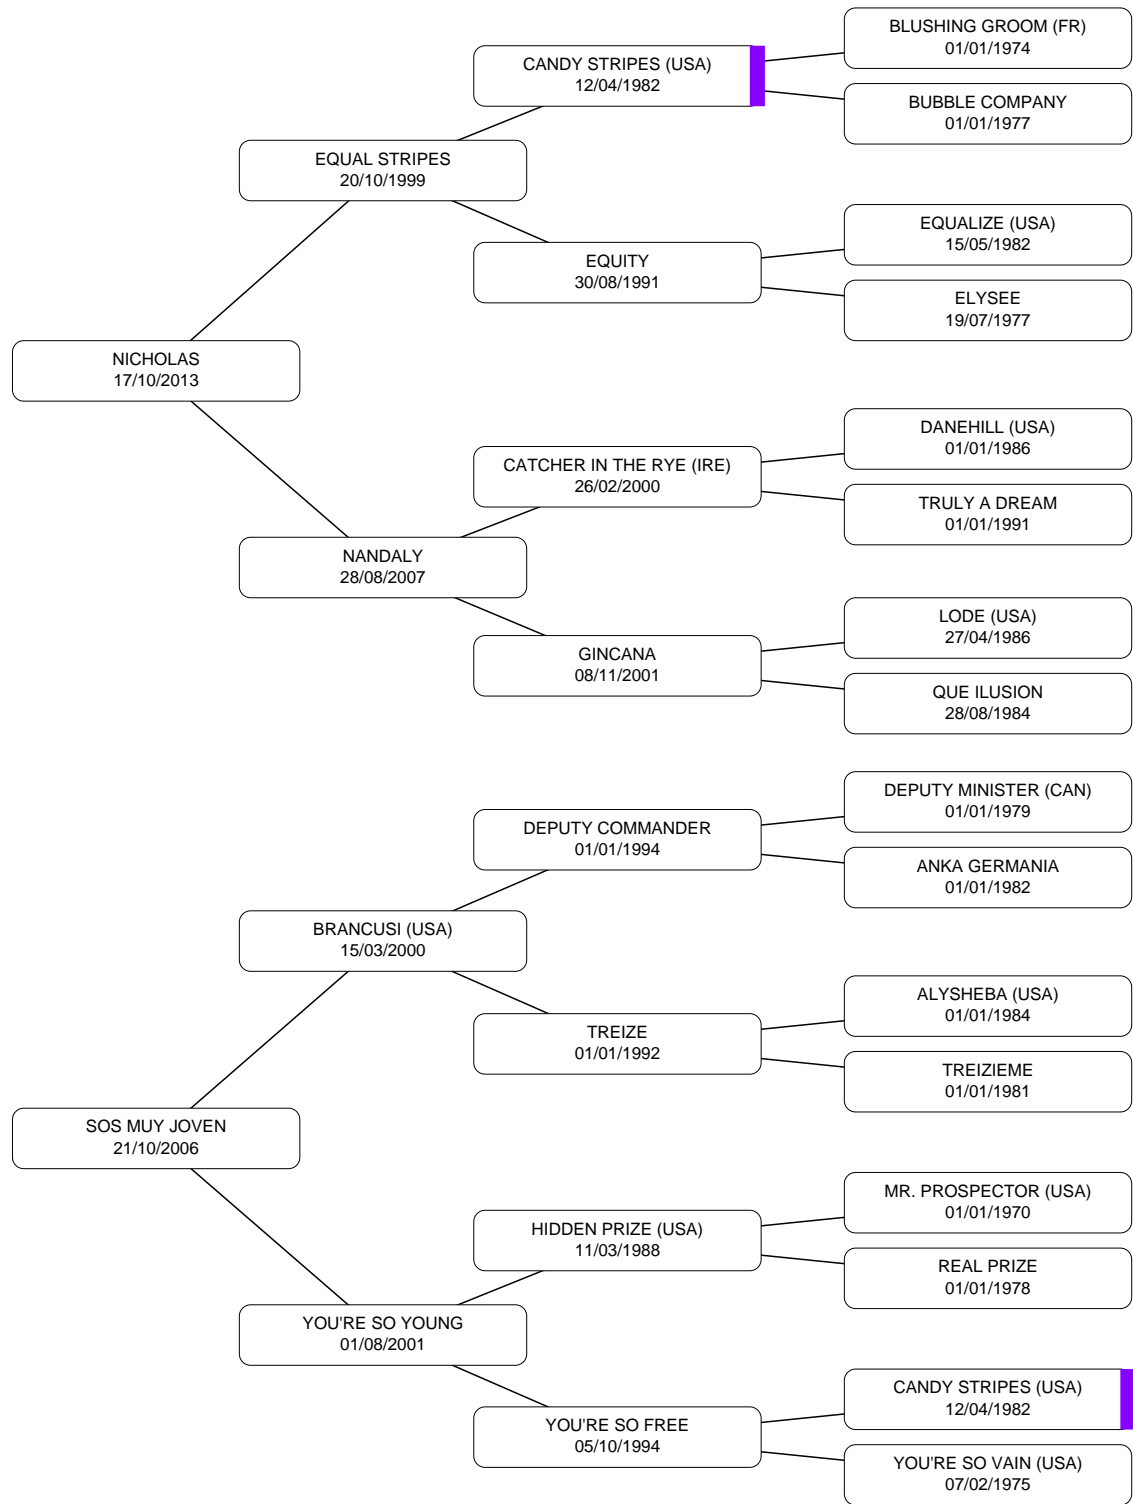 BLUSHING GROOM (FR)
01/01/1974
CANDY STRIPES (USA)
12/04/1982
BUBBLE COMPANY
01/01/1977
EQUAL STRIPES
20/10/1999
EQUALIZE (USA)
15/05/1982
EQUITY
30/08/1991
ELYSEE
19/07/1977
NICHOLAS
17/10/2013
DANEHILL (USA)
01/01/1986
CATCHER IN THE RYE (IRE)
26/02/2000
TRULY A DREAM
01/01/1991
NANDALY
28/08/2007
LODE (USA)
27/04/1986
GINCANA
08/11/2001
QUE ILUSION
28/08/1984
DEPUTY MINISTER (CAN)
01/01/1979
DEPUTY COMMANDER
01/01/1994
ANKA GERMANIA
01/01/1982
BRANCUSI (USA)
15/03/2000
ALYSHEBA (USA)
01/01/1984
TREIZE
01/01/1992
TREIZIEME
01/01/1981
SOS MUY JOVEN
21/10/2006
MR. PROSPECTOR (USA)
01/01/1970
HIDDEN PRIZE (USA)
11/03/1988
REAL PRIZE
01/01/1978
YOU'RE SO YOUNG
01/08/2001
CANDY STRIPES (USA)
12/04/1982
YOU'RE SO FREE
05/10/1994
YOU'RE SO VAIN (USA)
07/02/1975